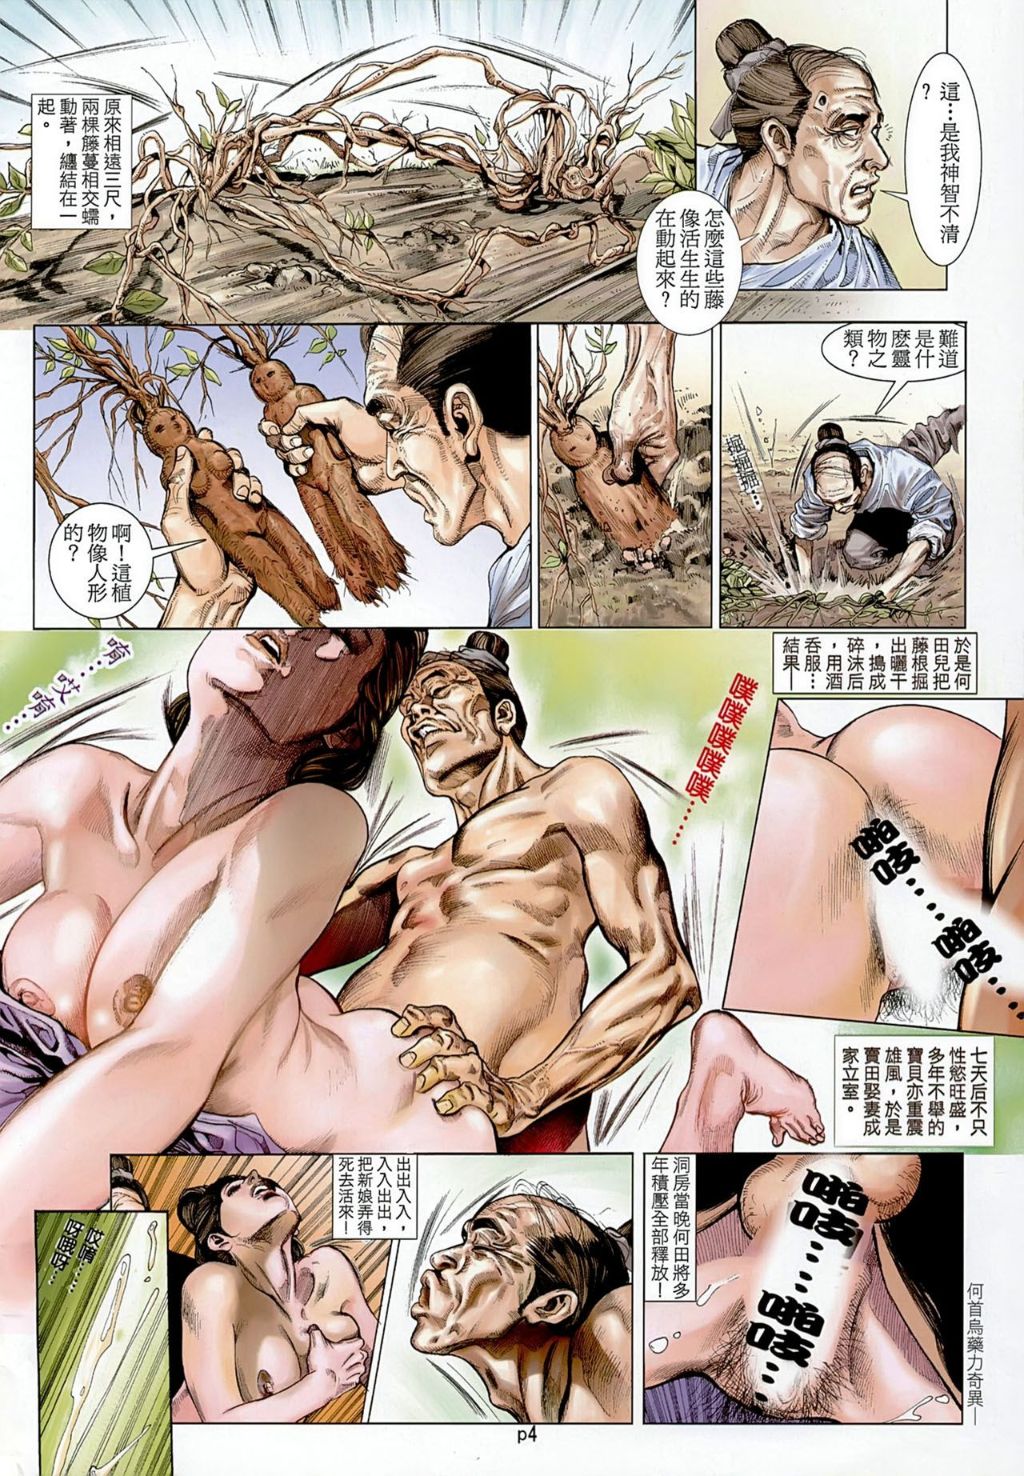 這…是我神智不清
？
怎麼這些藤
像活生生的
在動起來？
原來相遠三尺，
兩棵藤蔓相交蠕
動著，纏結在一
起。
難道
是什
麽靈
物之
類？
掘掘掘…
啊！這植
物像人形
的？
於是何
田兒把
藤根掘
出曬干
，搗成
碎沫后
，用酒
吞服…
結果—
噗噗噗噗噗……
唷…哎唷…
啪吱……啪吱……
七天后不只
性慾旺盛，
多年不舉的
寶貝亦重震
雄風，於是
賣田娶妻成
家立室。
洞房當晚何田將多
年積壓全部釋放！
啪吱……啪吱……
出出入入，
入入出出，
把新娘弄得
死去活來！
哎唷……
呀哦呀……
何首烏藥力奇異—
p4